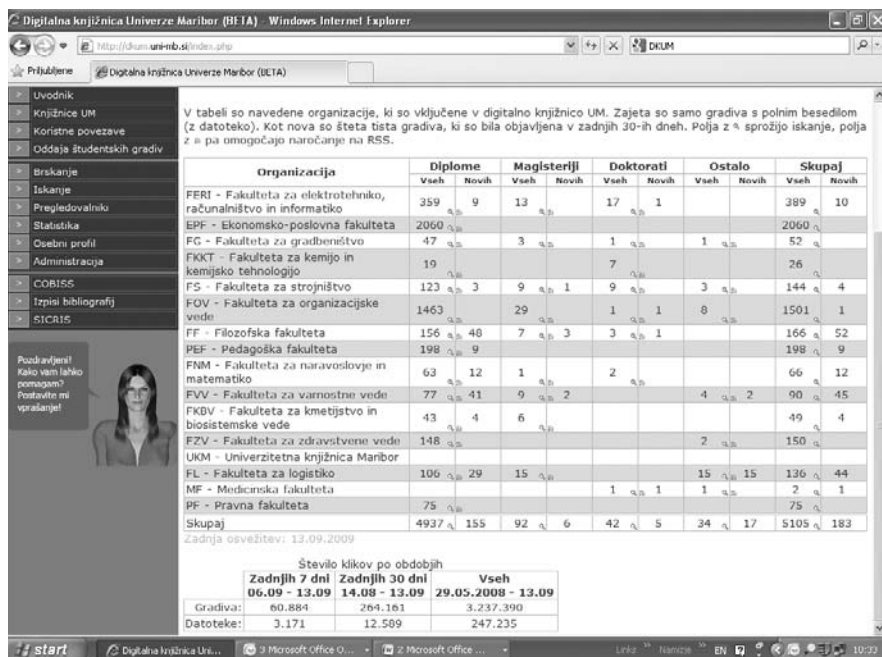 Digitalna knjižnica Univerze Maribor (BETA) - Windows Internet Explorer
http://dkum.uni-mb.si/index.php DKUM
Priljubljene Digitalna knjižnica Univerze Maribor (BETA)
Uvodnik
Knjižnice UM
Koristne povezave
Oddaja študentskih gradiv
Brskanje
Iskanje
Pregledovalniki
Statistika
Osebni profil
Administracija
COBISS
Izpisi bibliografij
SICRIS
Pozdravljeni!
Kako vam lahko
pomagam?
Postavite mi
vprašanje!
V tabeli so navedene organizacije, ki so vključene v digitalno knjižnico UM. Zajeta so samo gradiva s polnim besedilom
(z datoteko). Kot nova so šteta tista gradiva, ki so bila objavljena v zadnjih 30-ih dneh. Polja z sprožijo iskanje, polja
z pa omogočajo naročanje na RSS.
Organizacija Diplome Magisteriji Doktorati Ostalo Skupaj
Vseh Novih Vseh Novih Vseh Novih Vseh Novih Vseh Novih
FERI - Fakulteta za elektrotehniko,
računalništvo in informatiko 359 9 13 17 1 389 10
EPF - Ekonomsko-poslovna fakulteta 2060 2060
FG - Fakulteta za gradbeništvo 47 3 1 1 52
FKKT - Fakulteta za kemijo in
kemijsko tehnologijo 19 7 26
FS - Fakulteta za strojništvo 123 3 9 1 9 3 144 4
FOV - Fakulteta za organizacijske
vede 1463 29 1 1 8 1501 1
FF - Filozofska fakulteta 156 48 7 3 3 1 166 52
PEF - Pedagoška fakulteta 198 9 198 9
FNM - Fakulteta za naravoslovje in
matematiko 63 12 1 2 66 12
FVV - Fakulteta za varnostne vede 77 41 9 2 4 2 90 45
FKBV - Fakulteta za kmetijstvo in
biosistemske vede 43 4 6 49 4
FZV - Fakulteta za zdravstvene vede 148 2 150
UKM - Univerzitetna knjižnica Maribor
FL - Fakulteta za logistiko 106 29 15 15 15 136 44
MF - Medicinska fakulteta 1 1 1 2 1
PF - Pravna fakulteta 75 75
Skupaj 4937 155 92 6 42 5 34 17 5105 183
Zadnja osvežitev: 13.09.2009
Število klikov po obdobjih
Zadnjih 7 dni Zadnjih 30 dni Vseh
06.09 - 13.09 14.08 - 13.09 29.05.2008 - 13.09
Gradiva: 60.884 264.161 3.237.390
Datoteke: 3.171 12.589 247.235
start Digitalna knjižnica Uni... 3 Microsoft Office O... 2 Microsoft Office ... Links Namizje EN 10:33